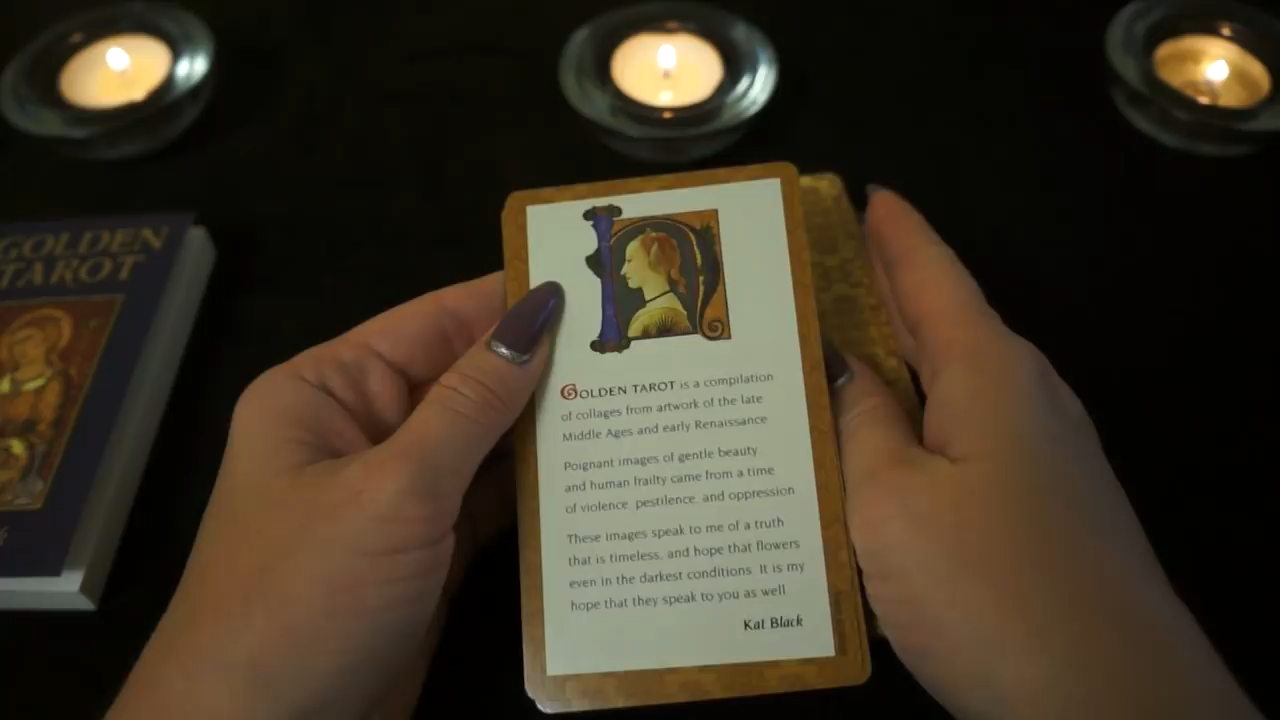 GOLDEN
TAROT
GOLDEN TAROT is a compilation
of collages from artwork of the late
Middle Ages and early Renaissance
Poignant images of gentle beauty
and human frailty came from a time
of violence, pestilence, and oppression
These images speak to me of a truth
that is timeless, and hope that flowers
even in the darkest conditions. It is my
hope that they speak to you as well
Kat Black